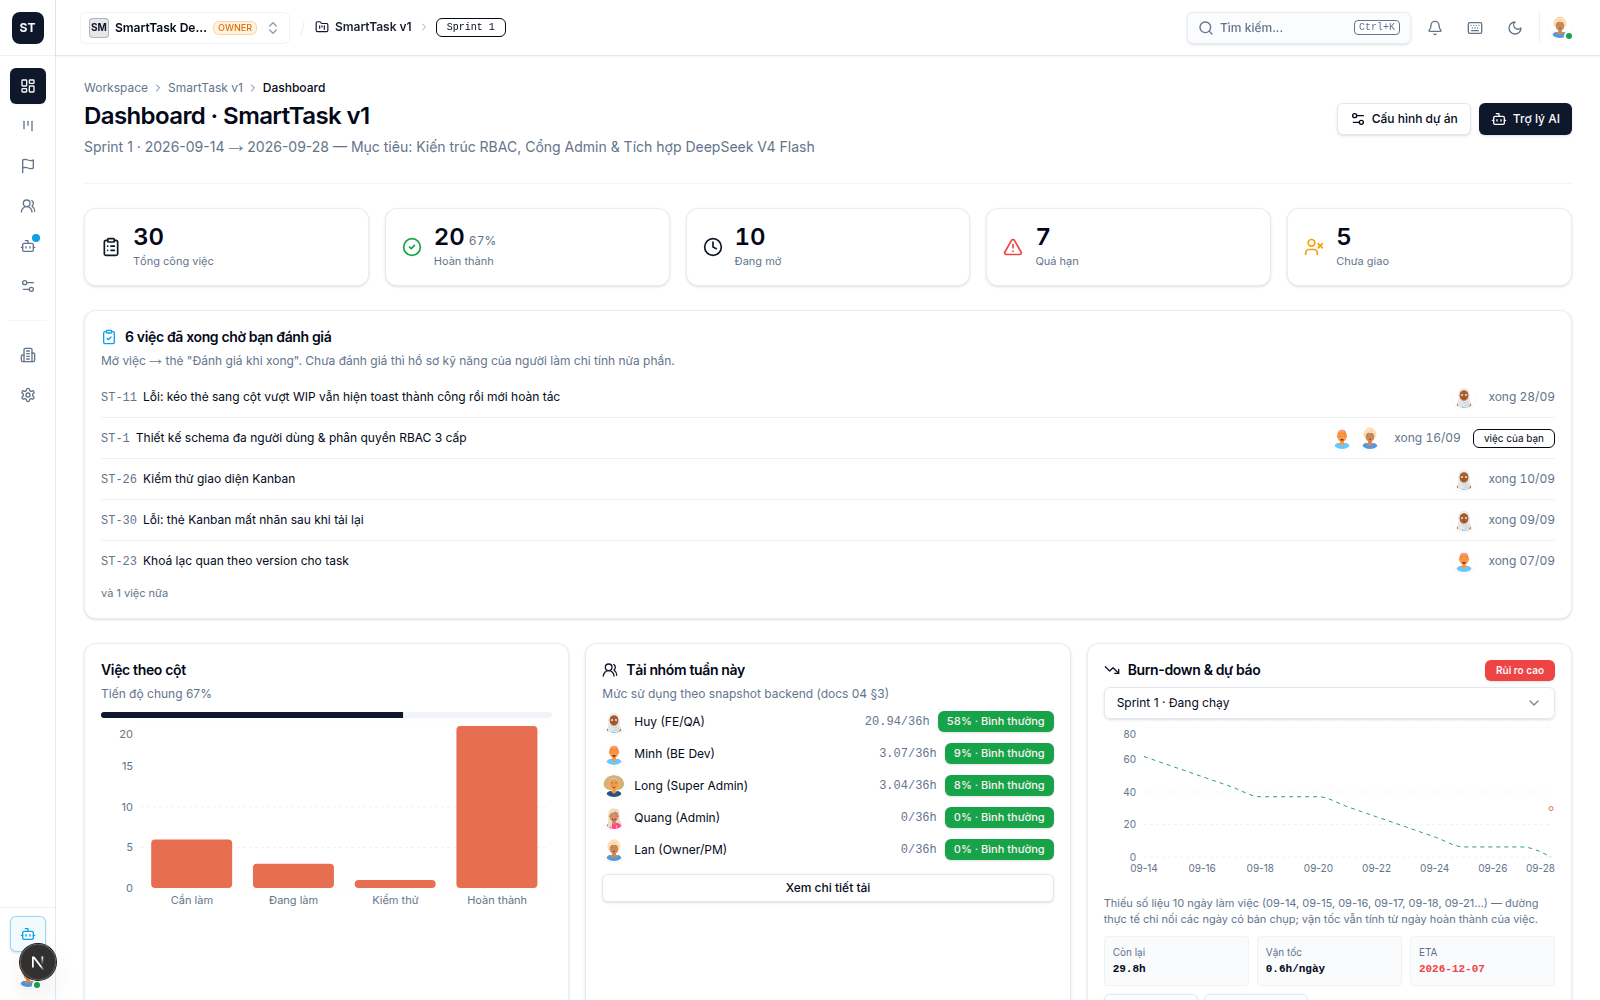 ST
SM SmartTask De... OWNER
SmartTask v1
Sprint 1
Tìm kiếm... Ctrl+K
Workspace > SmartTask v1 > Dashboard
Dashboard · SmartTask v1
Sprint 1 · 2026-09-14 → 2026-09-28 — Mục tiêu: Kiến trúc RBAC, Cổng Admin & Tích hợp DeepSeek V4 Flash
Cấu hình dự án
Trợ lý AI
30
Tổng công việc
20 67%
Hoàn thành
10
Đang mở
7
Quá hạn
5
Chưa giao
6 việc đã xong chờ bạn đánh giá
Mở việc → thẻ "Đánh giá khi xong". Chưa đánh giá thì hồ sơ kỹ năng của người làm chỉ tính nửa phần.
ST-11 Lỗi: kéo thẻ sang cột vượt WIP vẫn hiện toast thành công rồi mới hoàn tác xong 28/09
ST-1 Thiết kế schema đa người dùng & phân quyền RBAC 3 cấp xong 16/09 việc của bạn
ST-26 Kiểm thử giao diện Kanban xong 10/09
ST-30 Lỗi: thẻ Kanban mất nhãn sau khi tải lại xong 09/09
ST-23 Khoá lạc quan theo version cho task xong 07/09
và 1 việc nữa
Việc theo cột
Tiến độ chung 67%
20
15
10
5
0
Cần làm Đang làm Kiểm thử Hoàn thành
Tải nhóm tuần này
Mức sử dụng theo snapshot backend (docs 04 §3)
Huy (FE/QA) 20.94/36h 58% · Bình thường
Minh (BE Dev) 3.07/36h 9% · Bình thường
Long (Super Admin) 3.04/36h 8% · Bình thường
Quang (Admin) 0/36h 0% · Bình thường
Lan (Owner/PM) 0/36h 0% · Bình thường
Xem chi tiết tải
Burn-down & dự báo Rủi ro cao
Sprint 1 · Đang chạy
80
60
40
20
0
09-14 09-16 09-18 09-20 09-22 09-24 09-26 09-28
Thiếu số liệu 10 ngày làm việc (09-14, 09-15, 09-16, 09-17, 09-18, 09-21...) — đường
thực tế chỉ nối các ngày có bản chụp; vận tốc vẫn tính từ ngày hoàn thành của việc.
Còn lại
29.8h
Vận tốc
0.6h/ngày
ETA
2026-12-07
N